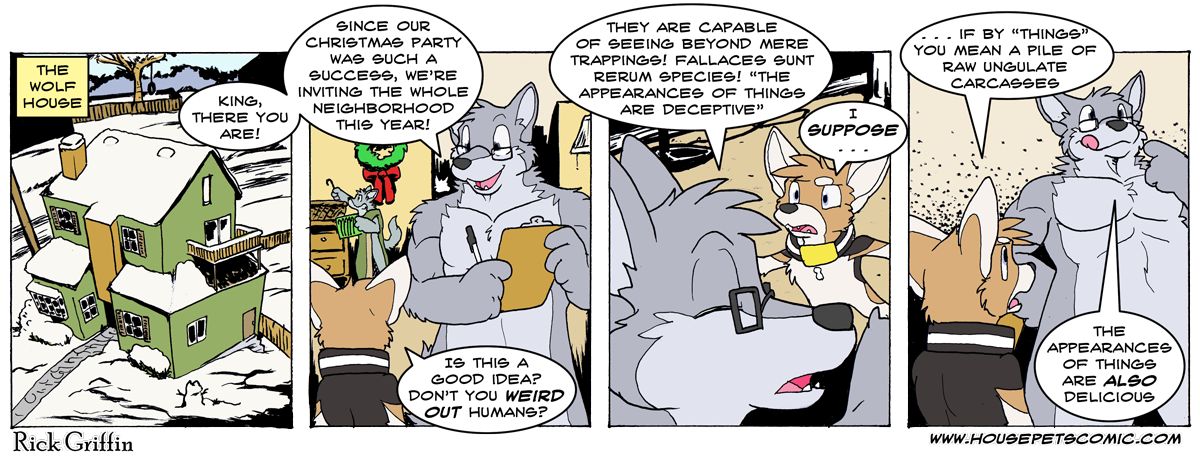 THE
WOLF
HOUSE
KING,
THERE YOU
ARE!
SINCE OUR
CHRISTMAS PARTY
WAS SUCH A
SUCCESS, WE'RE
INVITING THE WHOLE
NEIGHBORHOOD
THIS YEAR!
IS THIS A
GOOD IDEA?
DON'T YOU WEIRD
OUT HUMANS?
THEY ARE CAPABLE
OF SEEING BEYOND MERE
TRAPPINGS! FALLACES SUNT
RERUM SPECIES! "THE
APPEARANCES OF THINGS
ARE DECEPTIVE"
I
SUPPOSE
. . .
. . . IF BY "THINGS"
YOU MEAN A PILE OF
RAW UNGULATE
CARCASSES
THE
APPEARANCES
OF THINGS
ARE ALSO
DELICIOUS
Rick Griffin
WWW.HOUSEPETSCOMIC.COM